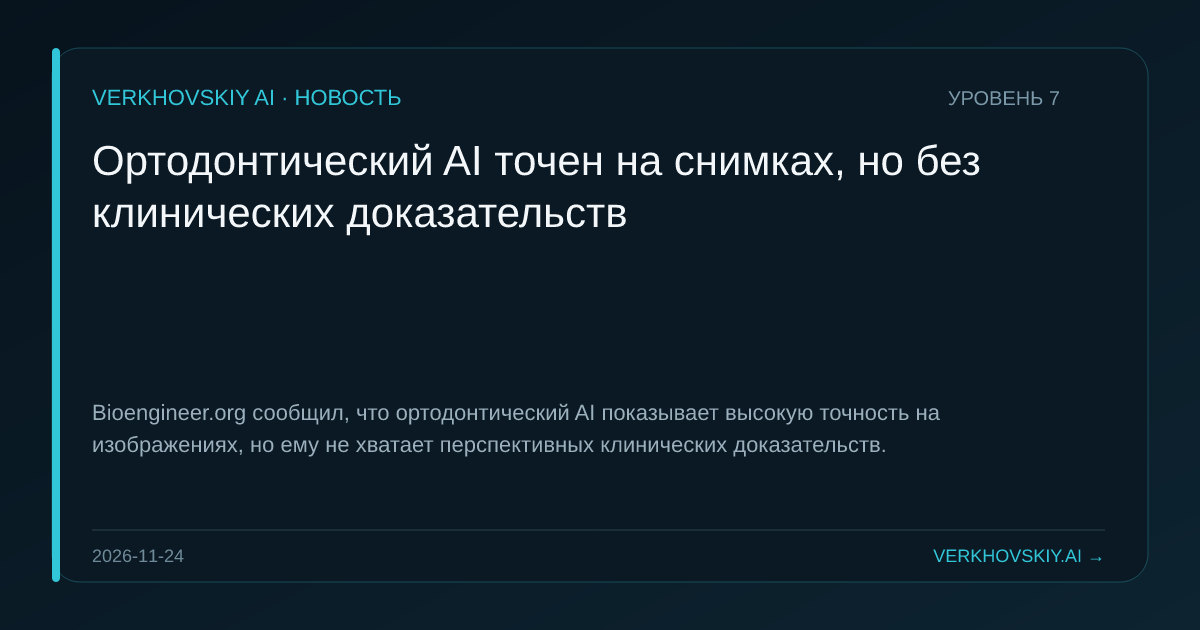 VERKHOVSKIY AI · НОВОСТЬ
УРОВЕНЬ 7
Ортодонтический AI точен на снимках, но без
клинических доказательств
Bioengineer.org сообщил, что ортодонтический AI показывает высокую точность на
изображениях, но ему не хватает перспективных клинических доказательств.
2026-11-24
VERKHOVSKIY.AI →